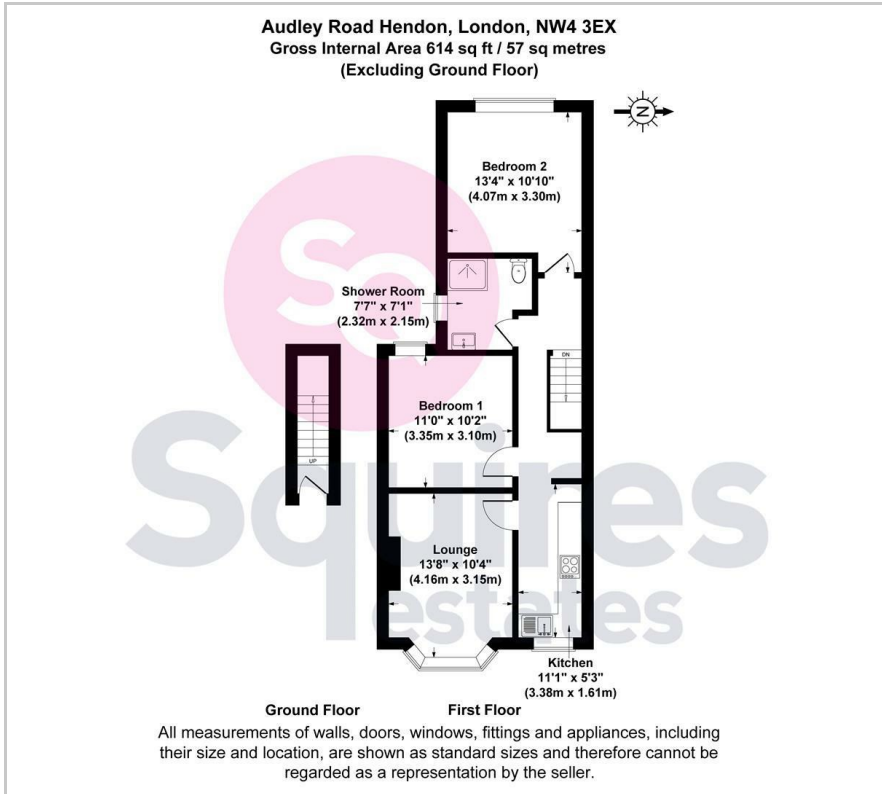 Audley Road Hendon, London, NW4 3EX
Gross Internal Area 614 sq ft / 57 sq metres
(Excluding Ground Floor)
N
Bedroom 2
13'4" x 10'10"
(4.07m x 3.30m)
SQ
Shower Room
7'7" x 7'1"
(2.32m x 2.15m)
DN
Bedroom 1
11'0" x 10'2"
(3.35m x 3.10m)
UP
Squires
estates
Lounge
13'8" x 10'4"
(4.16m x 3.15m)
Kitchen
11'1" x 5'3"
(3.38m x 1.61m)
Ground Floor
First Floor
All measurements of walls, doors, windows, fittings and appliances, including
their size and location, are shown as standard sizes and therefore cannot be
regarded as a representation by the seller.